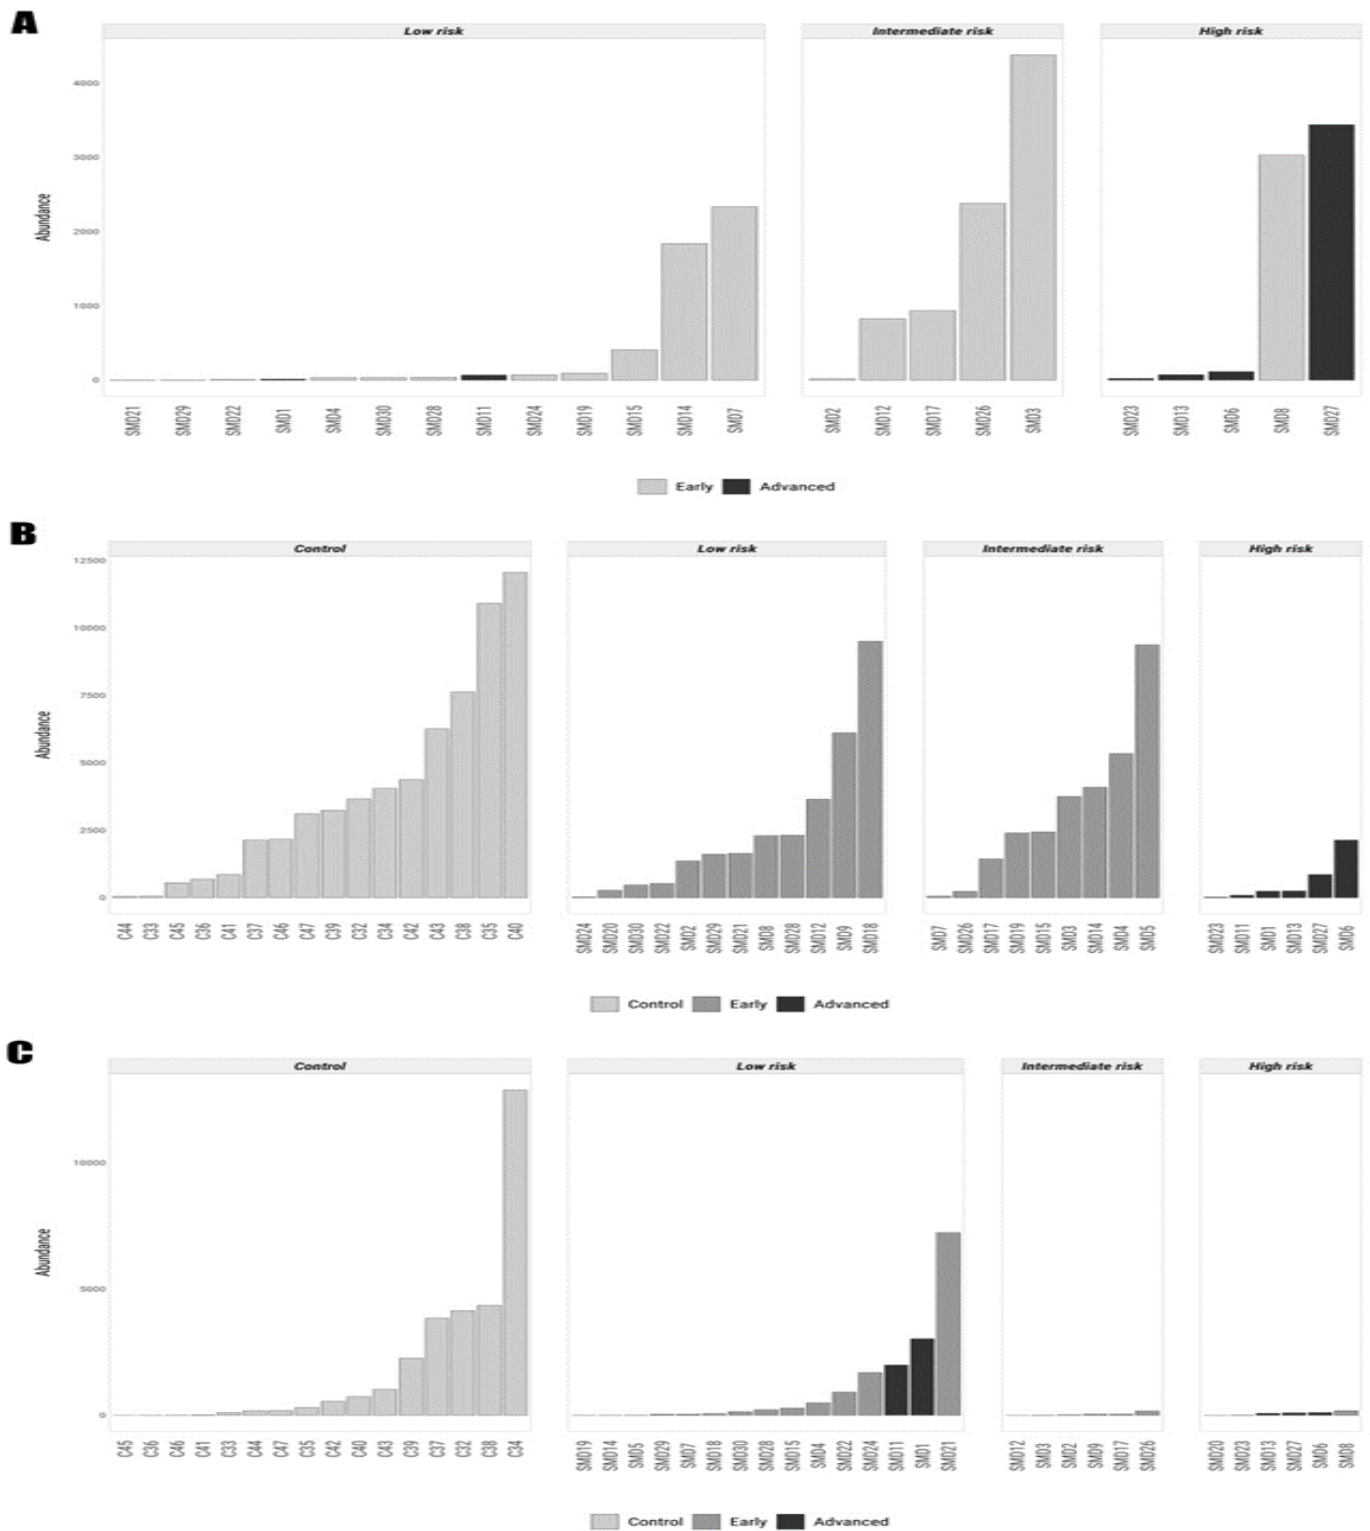 A
Low risk Intermediate risk High risk
4000
3000
2000
1000
0
Abundance
SMD21 SMD29 SMD22 SMD1 SMD4 SMD30 SMD28 SMD11 SMD24 SMD19 SMD15 SMD14 SMD7 SMD2 SMD12 SMD17 SMD26 SMD3 SMD23 SMD13 SMD6 SMD8 SMD27
Early Advanced
B
Control Low risk Intermediate risk High risk
12500
10000
7500
5000
2500
0
Abundance
C44 C33 C45 C36 C41 C37 C46 C47 C39 C32 C34 C42 C43 C38 C35 C40 SMD24 SMD20 SMD30 SMD22 SMD2 SMD29 SMD21 SMD8 SMD28 SMD12 SMD9 SMD18 SMD7 SMD26 SMD17 SMD19 SMD15 SMD3 SMD14 SMD4 SMD5 SMD23 SMD11 SMD1 SMD13 SMD27 SMD6
Control Early Advanced
C
Control Low risk Intermediate risk High risk
10000
5000
0
Abundance
C45 C36 C46 C41 C33 C44 C47 C35 C42 C40 C43 C39 C37 C32 C38 C34 SMD19 SMD14 SMD5 SMD29 SMD7 SMD18 SMD30 SMD28 SMD15 SMD4 SMD22 SMD24 SMD11 SMD1 SMD21 SMD12 SMD3 SMD2 SMD9 SMD17 SMD26 SMD20 SMD23 SMD13 SMD27 SMD6 SMD8
Control Early Advanced